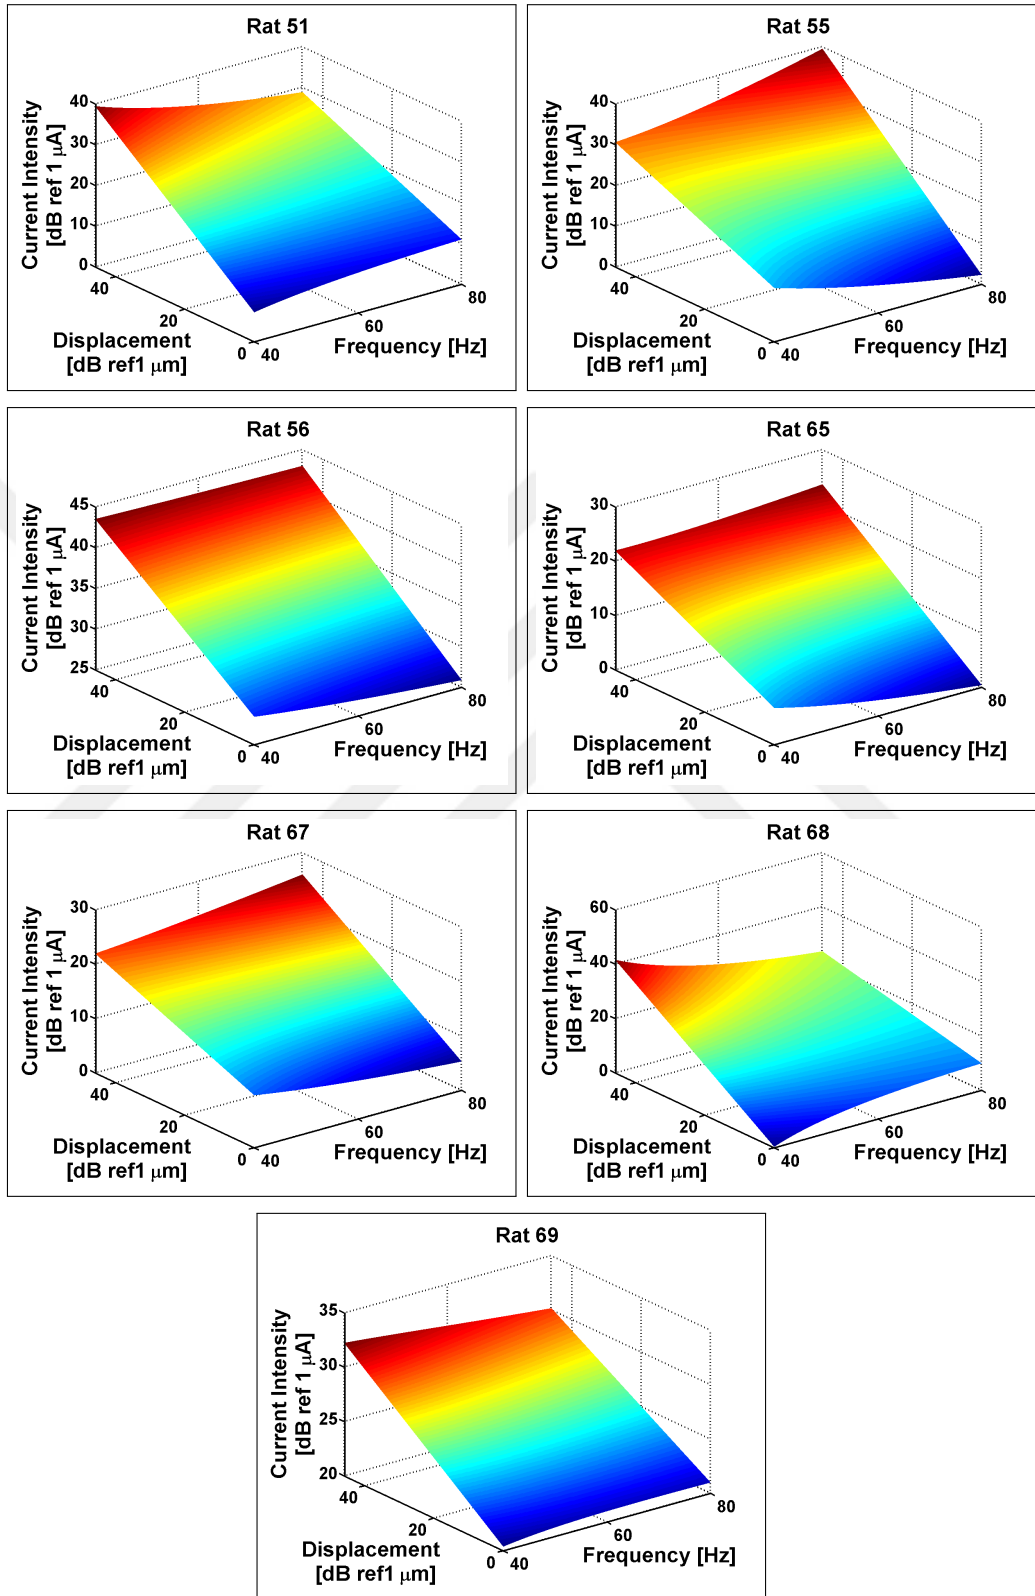 Rat 51
Current Intensity
[dB ref 1 μA]
40
30
20
10
0
40
20
0
Displacement
[dB ref1 μm]
40
60
80
Frequency [Hz]
Rat 55
Current Intensity
[dB ref 1 μA]
40
30
20
10
0
40
20
0
Displacement
[dB ref1 μm]
40
60
80
Frequency [Hz]
Rat 56
Current Intensity
[dB ref 1 μA]
45
40
35
30
25
40
20
0
Displacement
[dB ref1 μm]
40
60
80
Frequency [Hz]
Rat 65
Current Intensity
[dB ref 1 μA]
30
20
10
0
40
20
0
Displacement
[dB ref1 μm]
40
60
80
Frequency [Hz]
Rat 67
Current Intensity
[dB ref 1 μA]
30
20
10
0
40
20
0
Displacement
[dB ref1 μm]
40
60
80
Frequency [Hz]
Rat 68
Current Intensity
[dB ref 1 μA]
60
40
20
0
40
20
0
Displacement
[dB ref1 μm]
40
60
80
Frequency [Hz]
Rat 69
Current Intensity
[dB ref 1 μA]
35
30
25
20
40
20
0
Displacement
[dB ref1 μm]
40
60
80
Frequency [Hz]